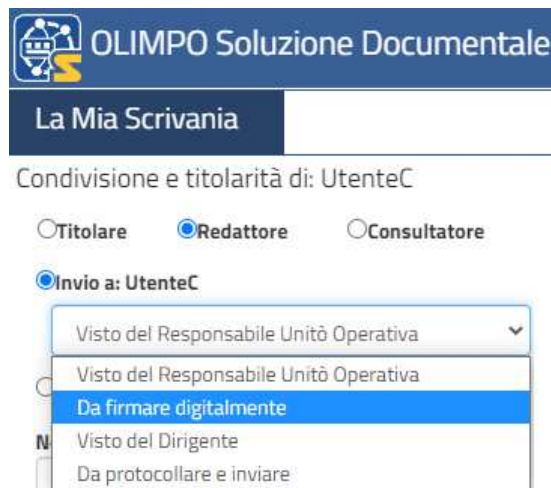 OLIMPO Soluzione Documentale
La Mia Scrivania
Condivisione e titolarità di: UtenteC
Titolare Redattore Consultatore
Invio a: UtenteC
Visto del Responsabile Unitò Operativa
Visto del Responsabile Unitò Operativa
Da firmare digitalmente
N
Visto del Dirigente
Da protocollare e inviare